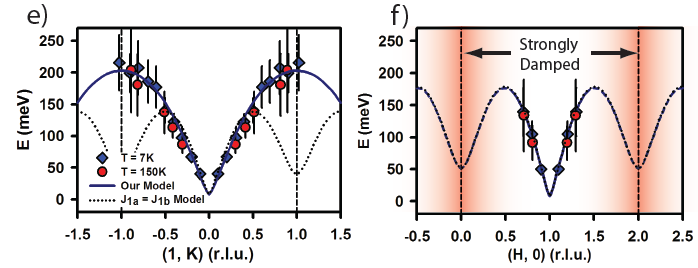 e)
f)
250
200
150
100
50
0
E (meV)
T = 7K
T = 150K
Our Model
J1a = J1b Model
-1.5 -1.0 -0.5 0.0 0.5 1.0 1.5
(1, K) (r.l.u.)
Strongly
Damped
250
200
150
100
50
0
E (meV)
-0.5 0.0 0.5 1.0 1.5 2.0 2.5
(H, 0) (r.l.u.)